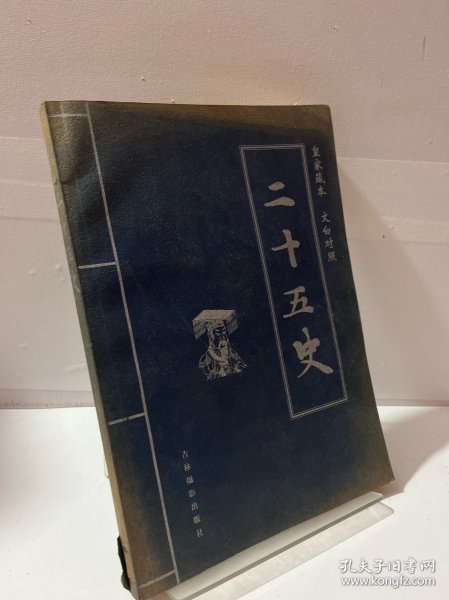 皇家藏本 文白对照
二十五史
吉林摄影出版社
孔夫子旧书网
www.kongfz.com